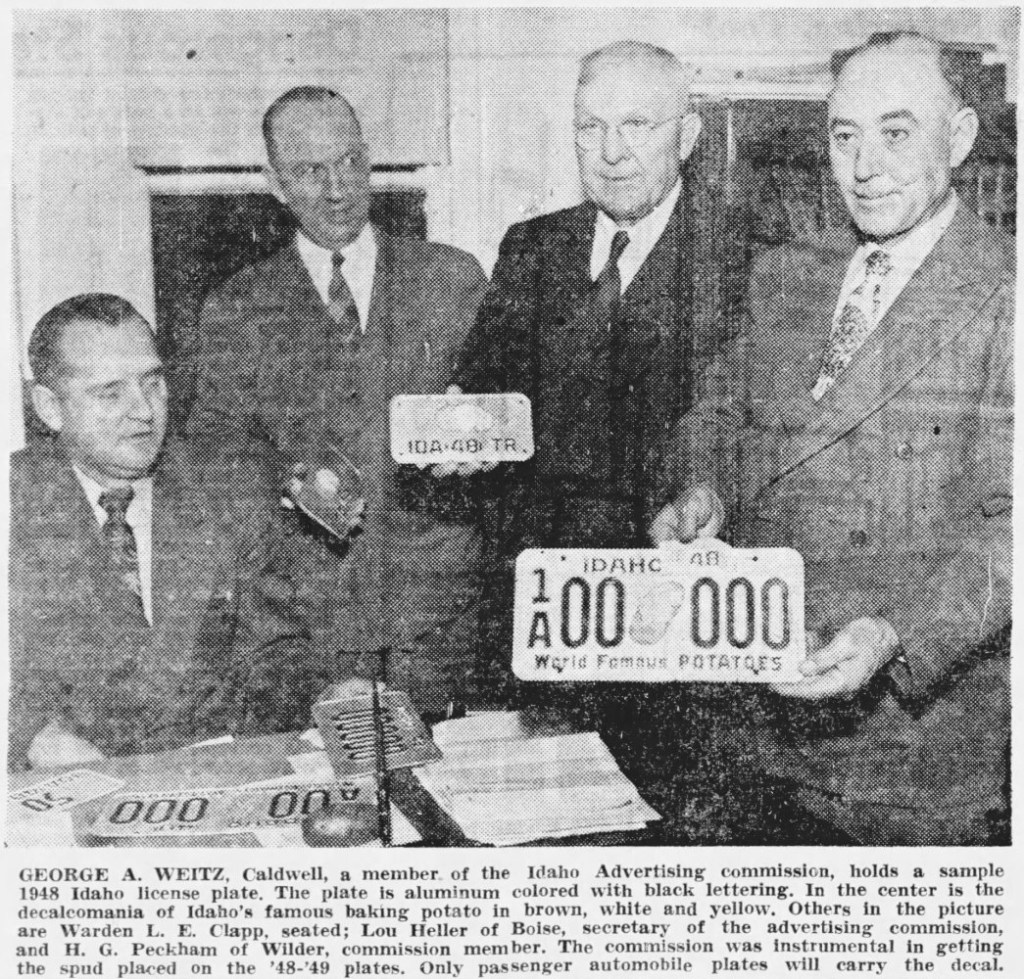 IDA·48 TR
IDAHO 48
1
A
00 000
World Famous POTATOES
000 00
A
000
GEORGE A. WEITZ, Caldwell, a member of the Idaho Advertising commission, holds a sample
1948 Idaho license plate. The plate is aluminum colored with black lettering. In the center is the
decalcomania of Idaho's famous baking potato in brown, white and yellow. Others in the picture
are Warden L. E. Clapp, seated; Lou Heller of Boise, secretary of the advertising commission,
and H. G. Peckham of Wilder, commission member. The commission was instrumental in getting
the spud placed on the '48-'49 plates. Only passenger automobile plates will carry the decal.